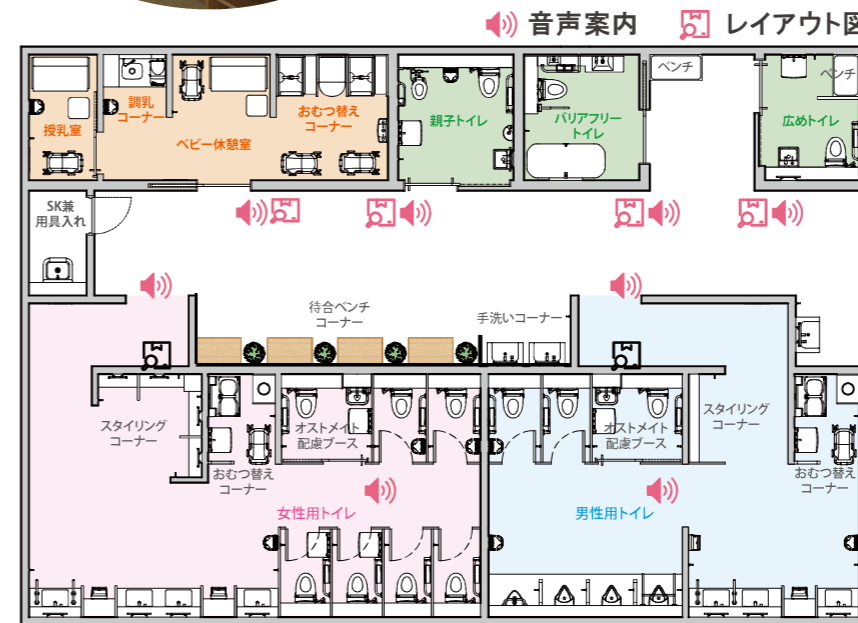 音声案内
レイアウト図
授乳室
調乳
コーナー
ベビー休憩室
おむつ替え
コーナー
親子トイレ
バリアフリー
トイレ
ベンチ
広めトイレ
ベンチ
SK兼
用具入れ
待合ベンチ
コーナー
手洗いコーナー
スタイリング
コーナー
おむつ替え
コーナー
オストメイト
配慮ブース
女性用トイレ
オストメイト
配慮ブース
男性用トイレ
スタイリング
コーナー
おむつ替え
コーナー